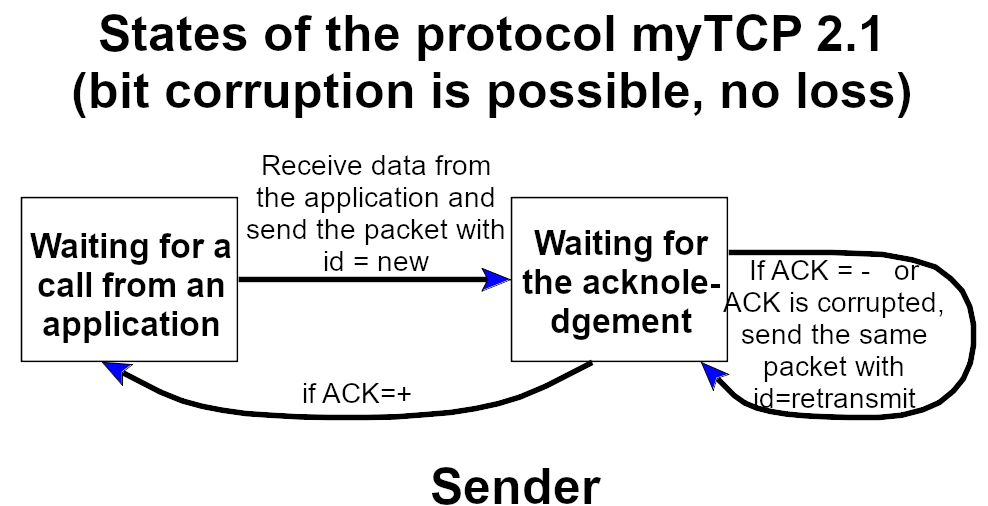 States of the protocol myTCP 2.1
(bit corruption is possible, no loss)
Receive data from
the application and
send the packet with
id = new
Waiting for a
call from an
application
Waiting for
the acknole-
dgement
If ACK = - or
ACK is corrupted,
send the same
packet with
id=retransmit
if ACK=+
Sender